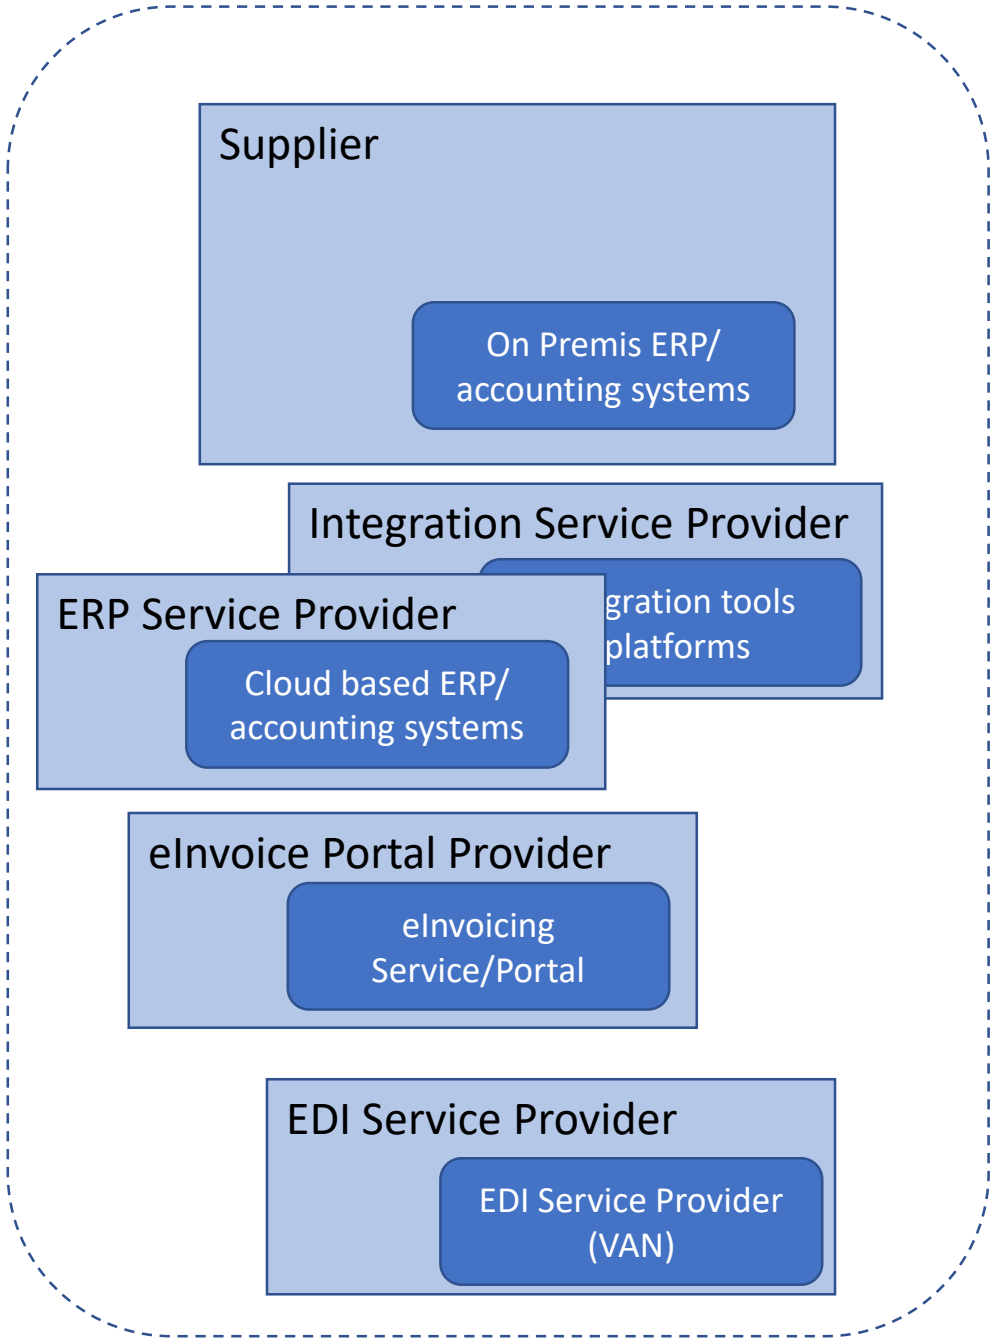 Supplier
On Premis ERP/
accounting systems
Integration Service Provider
gration tools
platforms
ERP Service Provider
Cloud based ERP/
accounting systems
eInvoice Portal Provider
eInvoicing
Service/Portal
EDI Service Provider
EDI Service Provider
(VAN)